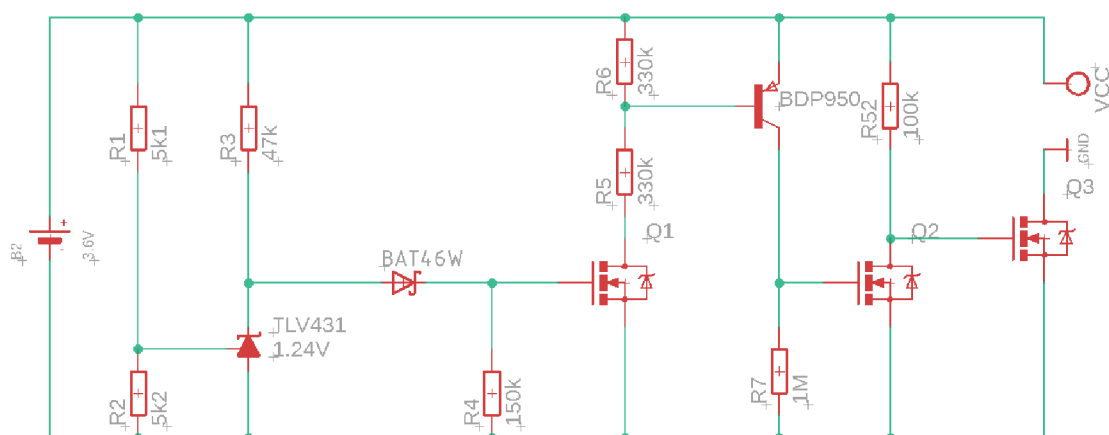 B2
3.6V
+
-
R1
5k1
R2
5k2
R3
47k
TLV431
1.24V
BAT46W
R4
150k
R6
330k
R5
330k
Q1
BDP950
R7
1M
R52
100k
Q2
Q3
VCC
GND